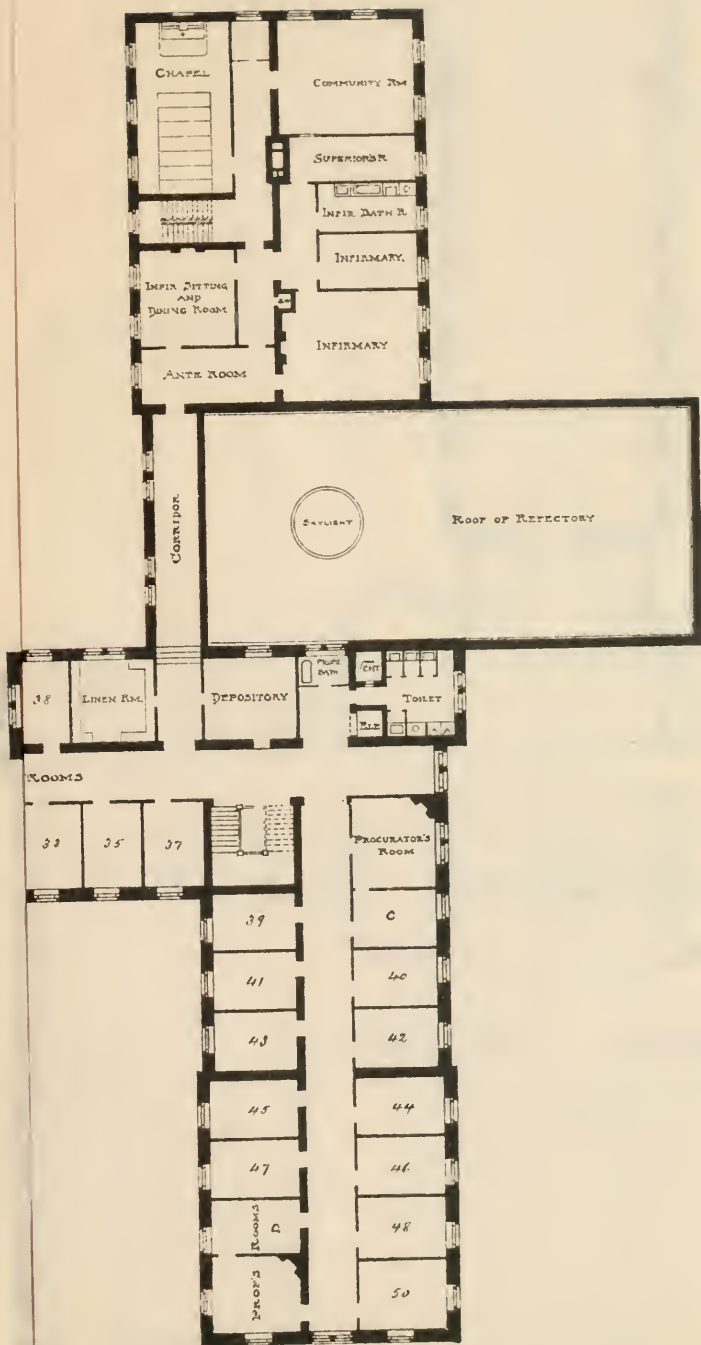 CHAPEL
COMMUNITY RM
SUPERIOR'S R
INFIR BATH R
INFIRMARY.
INFIR SITTING
AND
DINING ROOM
INFIRMARY
ANTE ROOM
CORRIDOR
SKYLIGHT
ROOF OF REFECTORY
38
LINEN RM.
DEPOSITORY
BATH
TOILET
ROOMS
33
35
37
PROCURATOR'S
ROOM
39
C
41
40
43
42
45
44
47
46
ROOMS
D
48
PROF'S
50